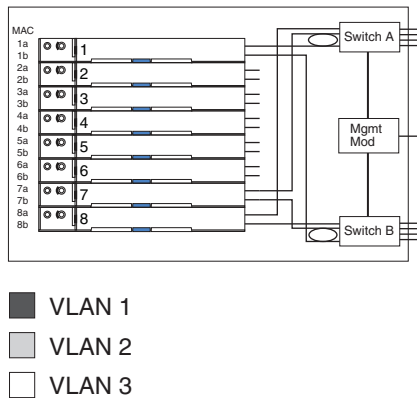 MAC
1a
1b
2a
2b
3a
3b
4a
4b
5a
5b
6a
6b
7a
7b
8a
8b
1
2
3
4
5
6
7
8
Switch A
Mgmt
Mod
Switch B
VLAN 1
VLAN 2
VLAN 3